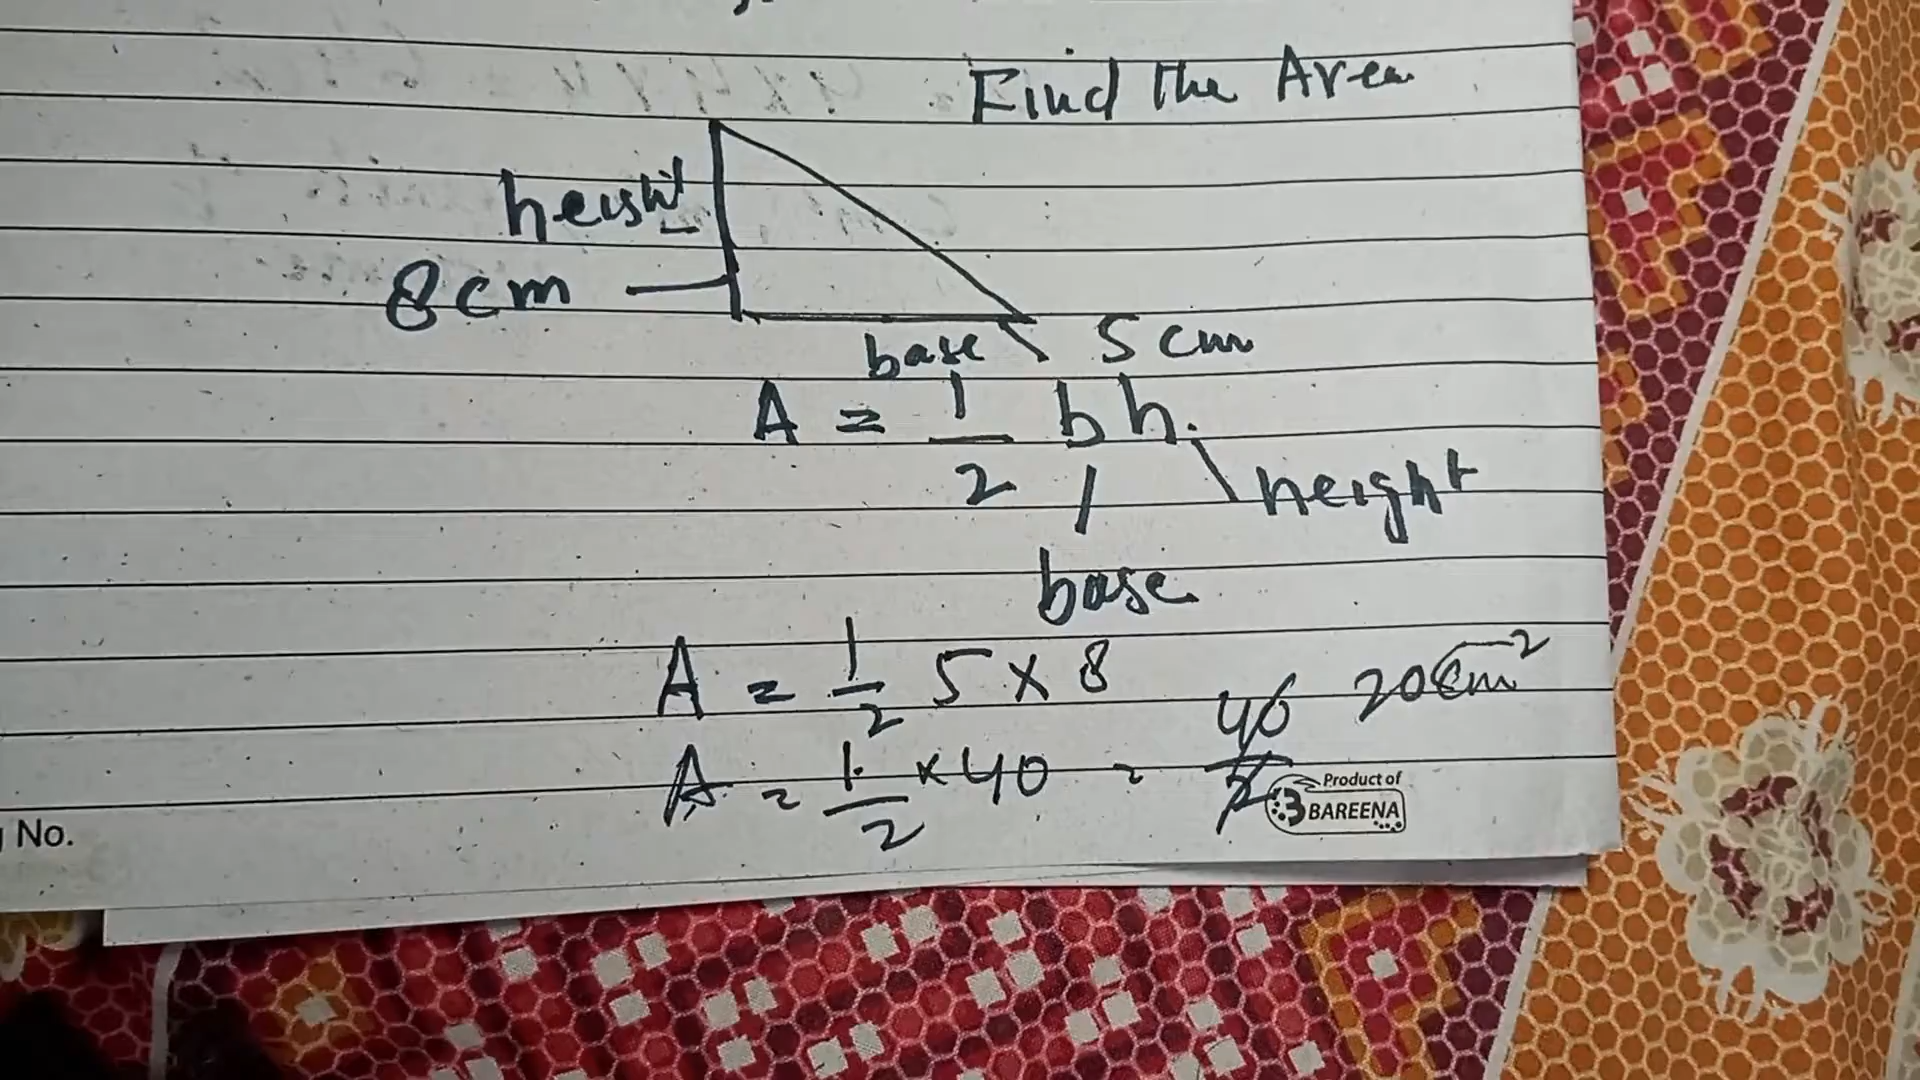 Find The Area
height
8cm
base 5 cm
A = 1/2 bh.
height
base
A = 1/2 5 x 8
A = 1/2 x 40 = 40/2 20cm²
Product of
BAREENA
No.